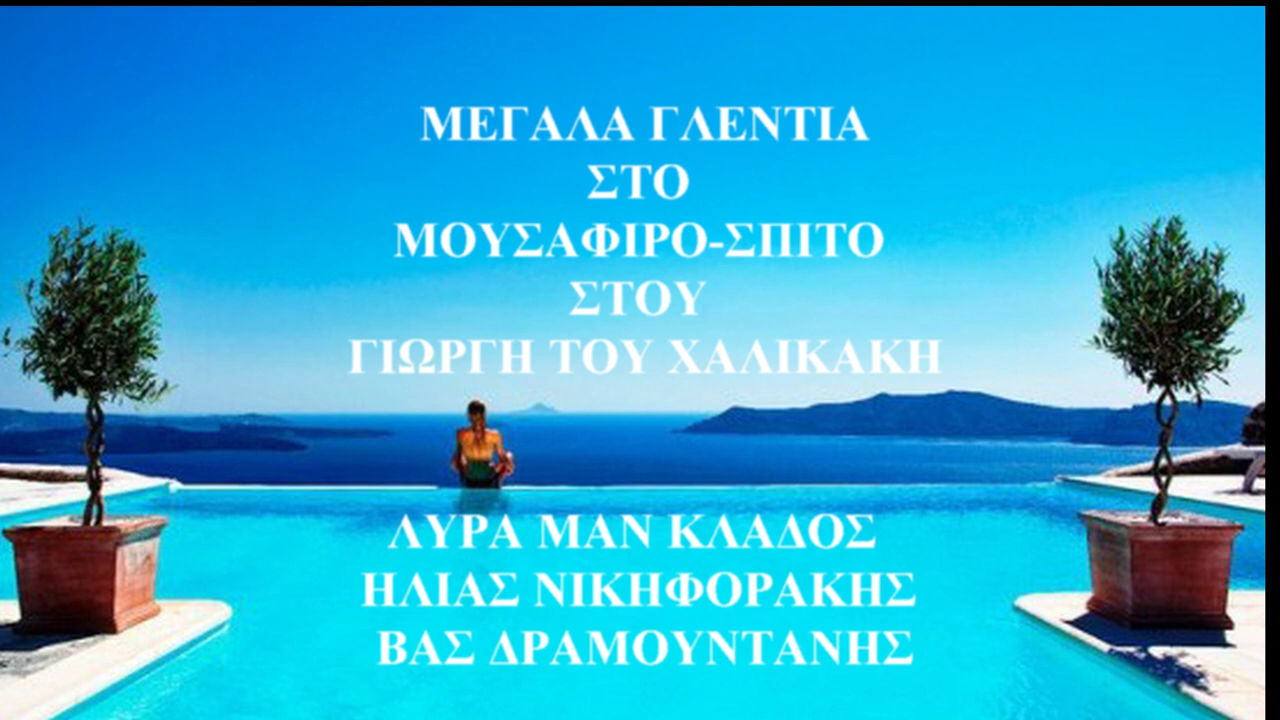 ΜΕΓΑΛΑ ΓΛΕΝΤΙΑ
ΣΤΟ
ΜΟΥΣΑΦΙΡΟ-ΣΠΙΤΟ
ΣΤΟΥ
ΓΙΩΡΓΗ ΤΟΥ ΧΑΛΙΚΑΚΗ
ΛΥΡΑ ΜΑΝ ΚΛΑΔΟΣ
ΗΛΙΑΣ ΝΙΚΗΦΟΡΑΚΗΣ
ΒΑΣ ΔΡΑΜΟΥΝΤΑΝΗΣ